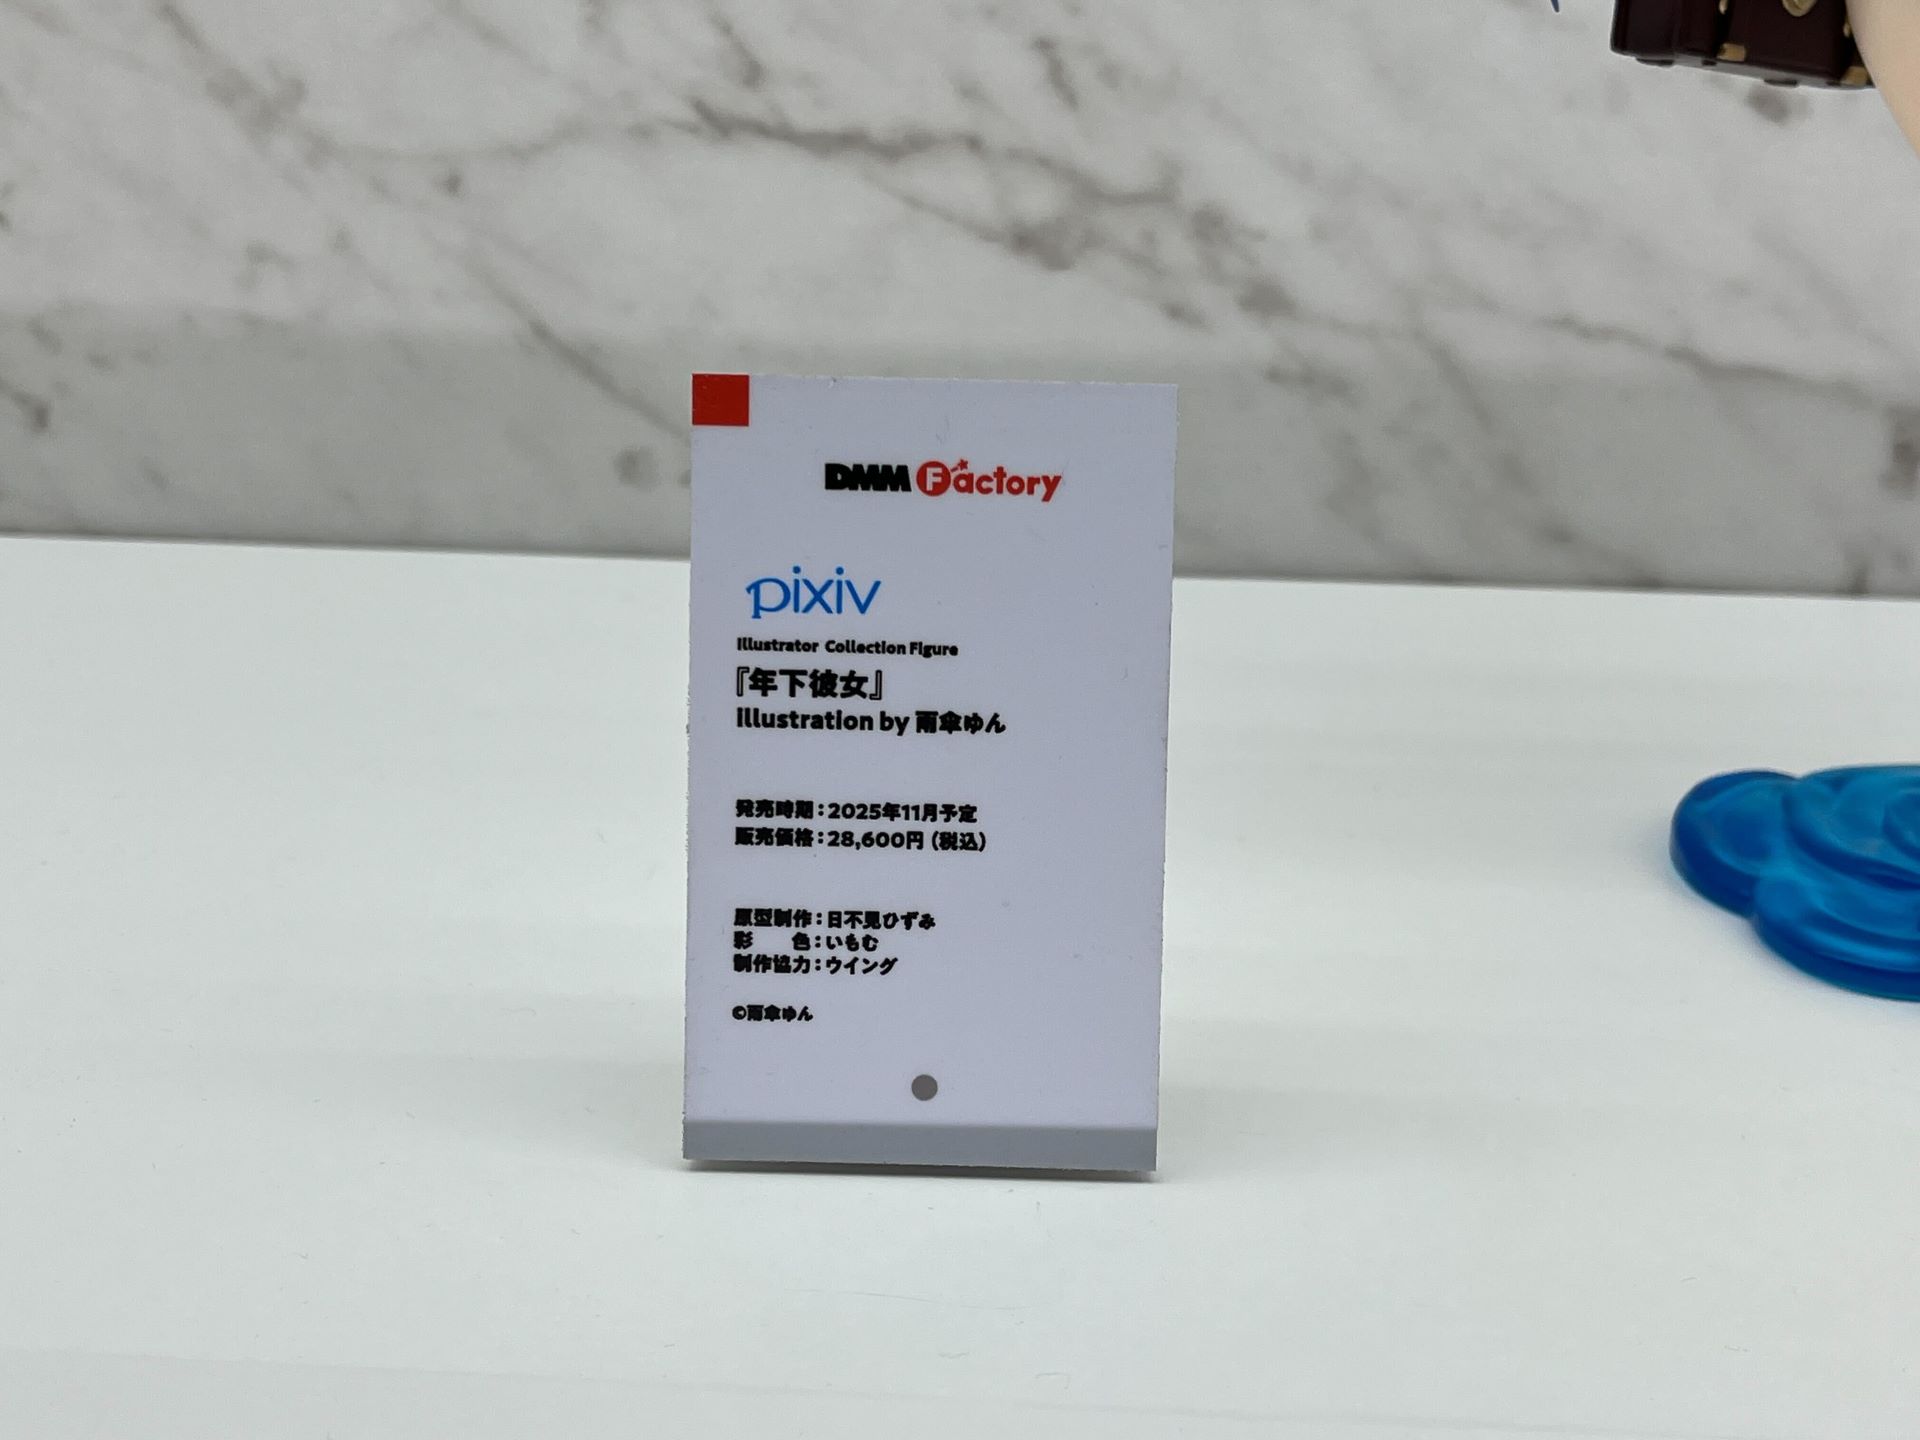 DMM Factory
pixiv
Illustrator Collection Figure
『年下彼女』
illustration by 雨傘ゆん
発売時期：2025年11月予定
販売価格：28,600円（税込）
原型制作：日不見ひずみ
彩　　色：いもむ
制作協力：ウイング
©雨傘ゆん